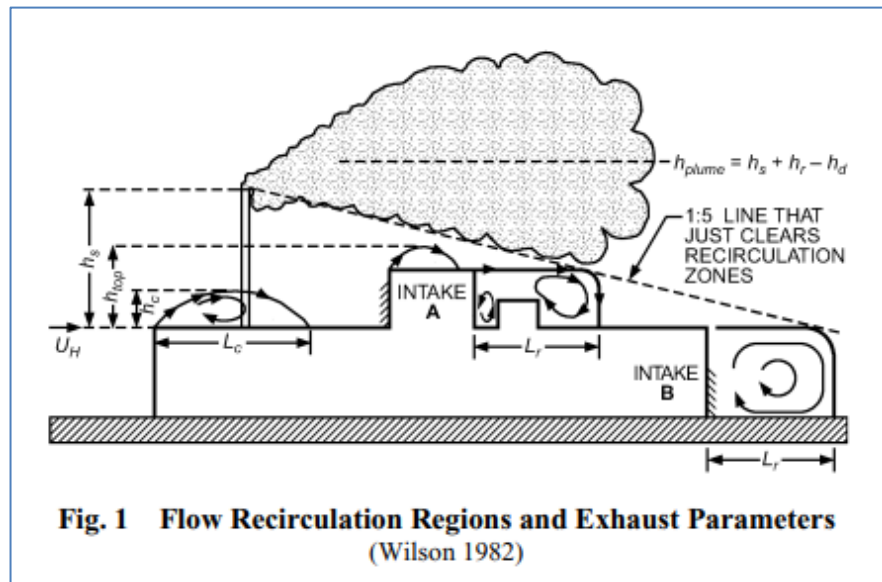 h_plume = h_s + h_r – h_d
1:5 LINE THAT
JUST CLEARS
RECIRCULATION
ZONES
h_s
h_top
h_c
INTAKE
A
U_H
L_c
L_r
INTAKE
B
L_r
Fig. 1 Flow Recirculation Regions and Exhaust Parameters
(Wilson 1982)